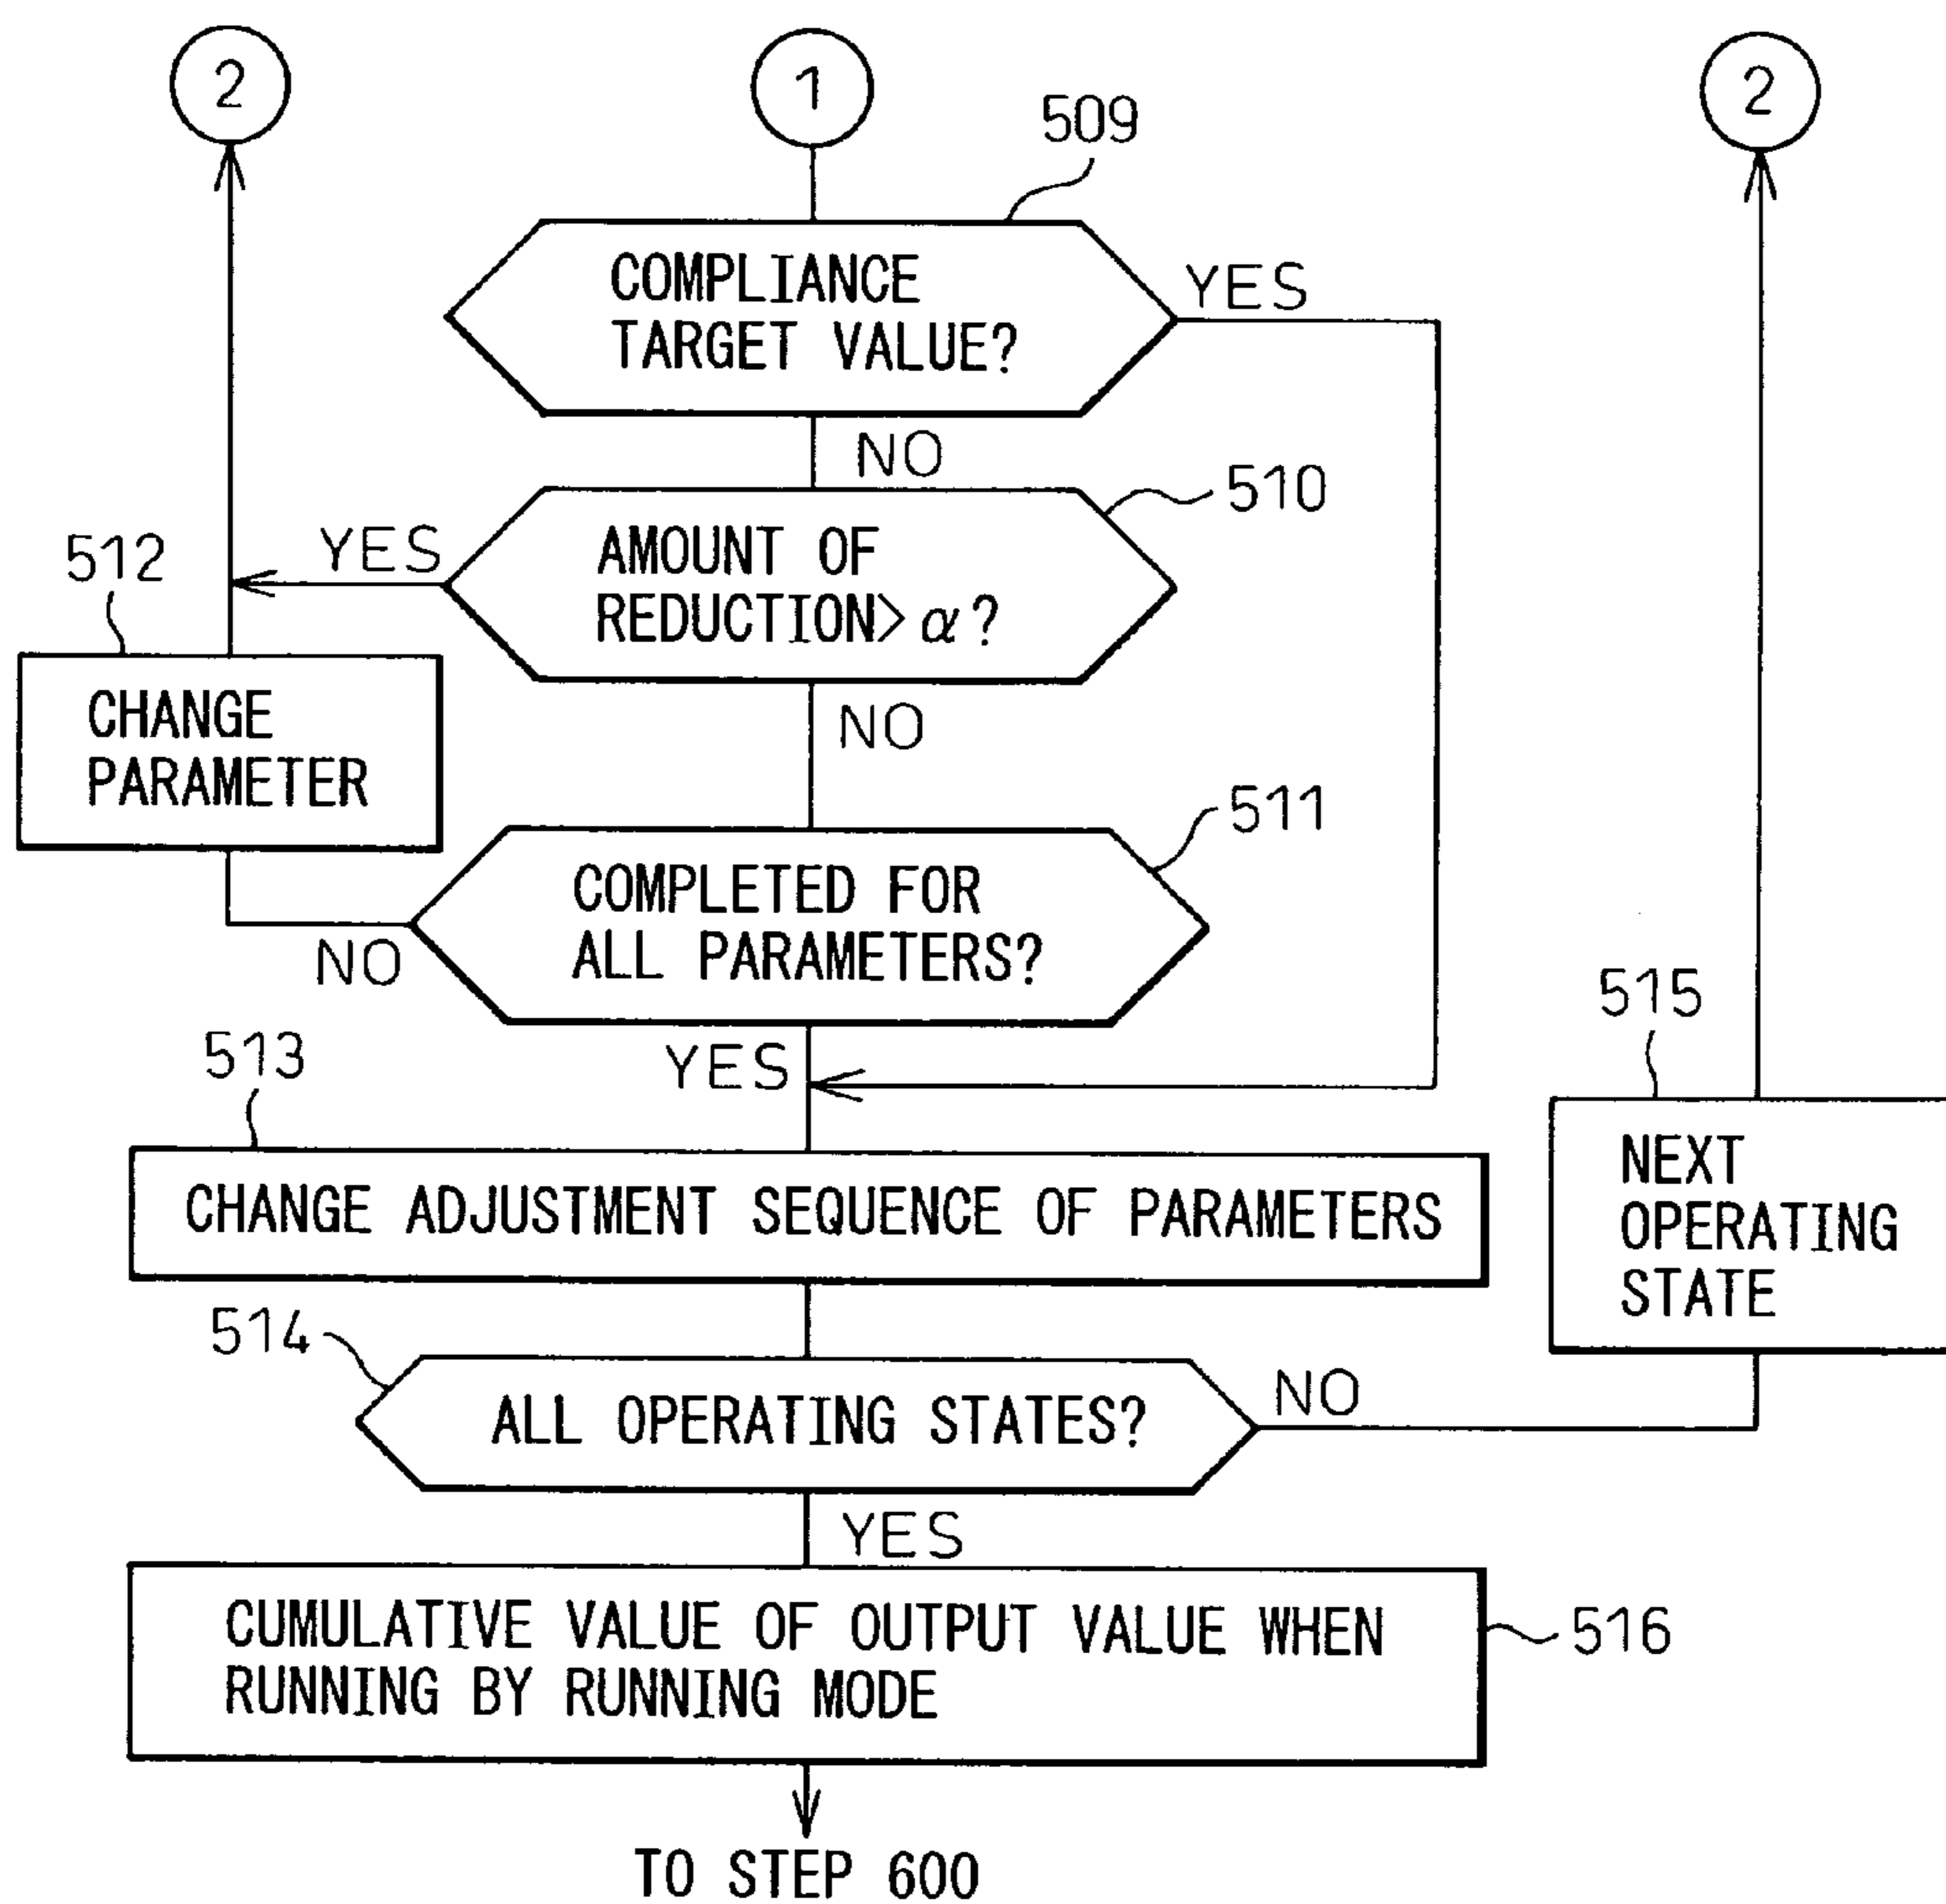 2
1
2
509
COMPLIANCE
TARGET VALUE?
YES
NO
510
AMOUNT OF
REDUCTION> α?
YES
512
CHANGE
PARAMETER
NO
511
COMPLETED FOR
ALL PARAMETERS?
NO
YES
513
CHANGE ADJUSTMENT SEQUENCE OF PARAMETERS
515
NEXT
OPERATING
STATE
514
ALL OPERATING STATES?
NO
YES
CUMULATIVE VALUE OF OUTPUT VALUE WHEN
RUNNING BY RUNNING MODE
516
TO STEP 600